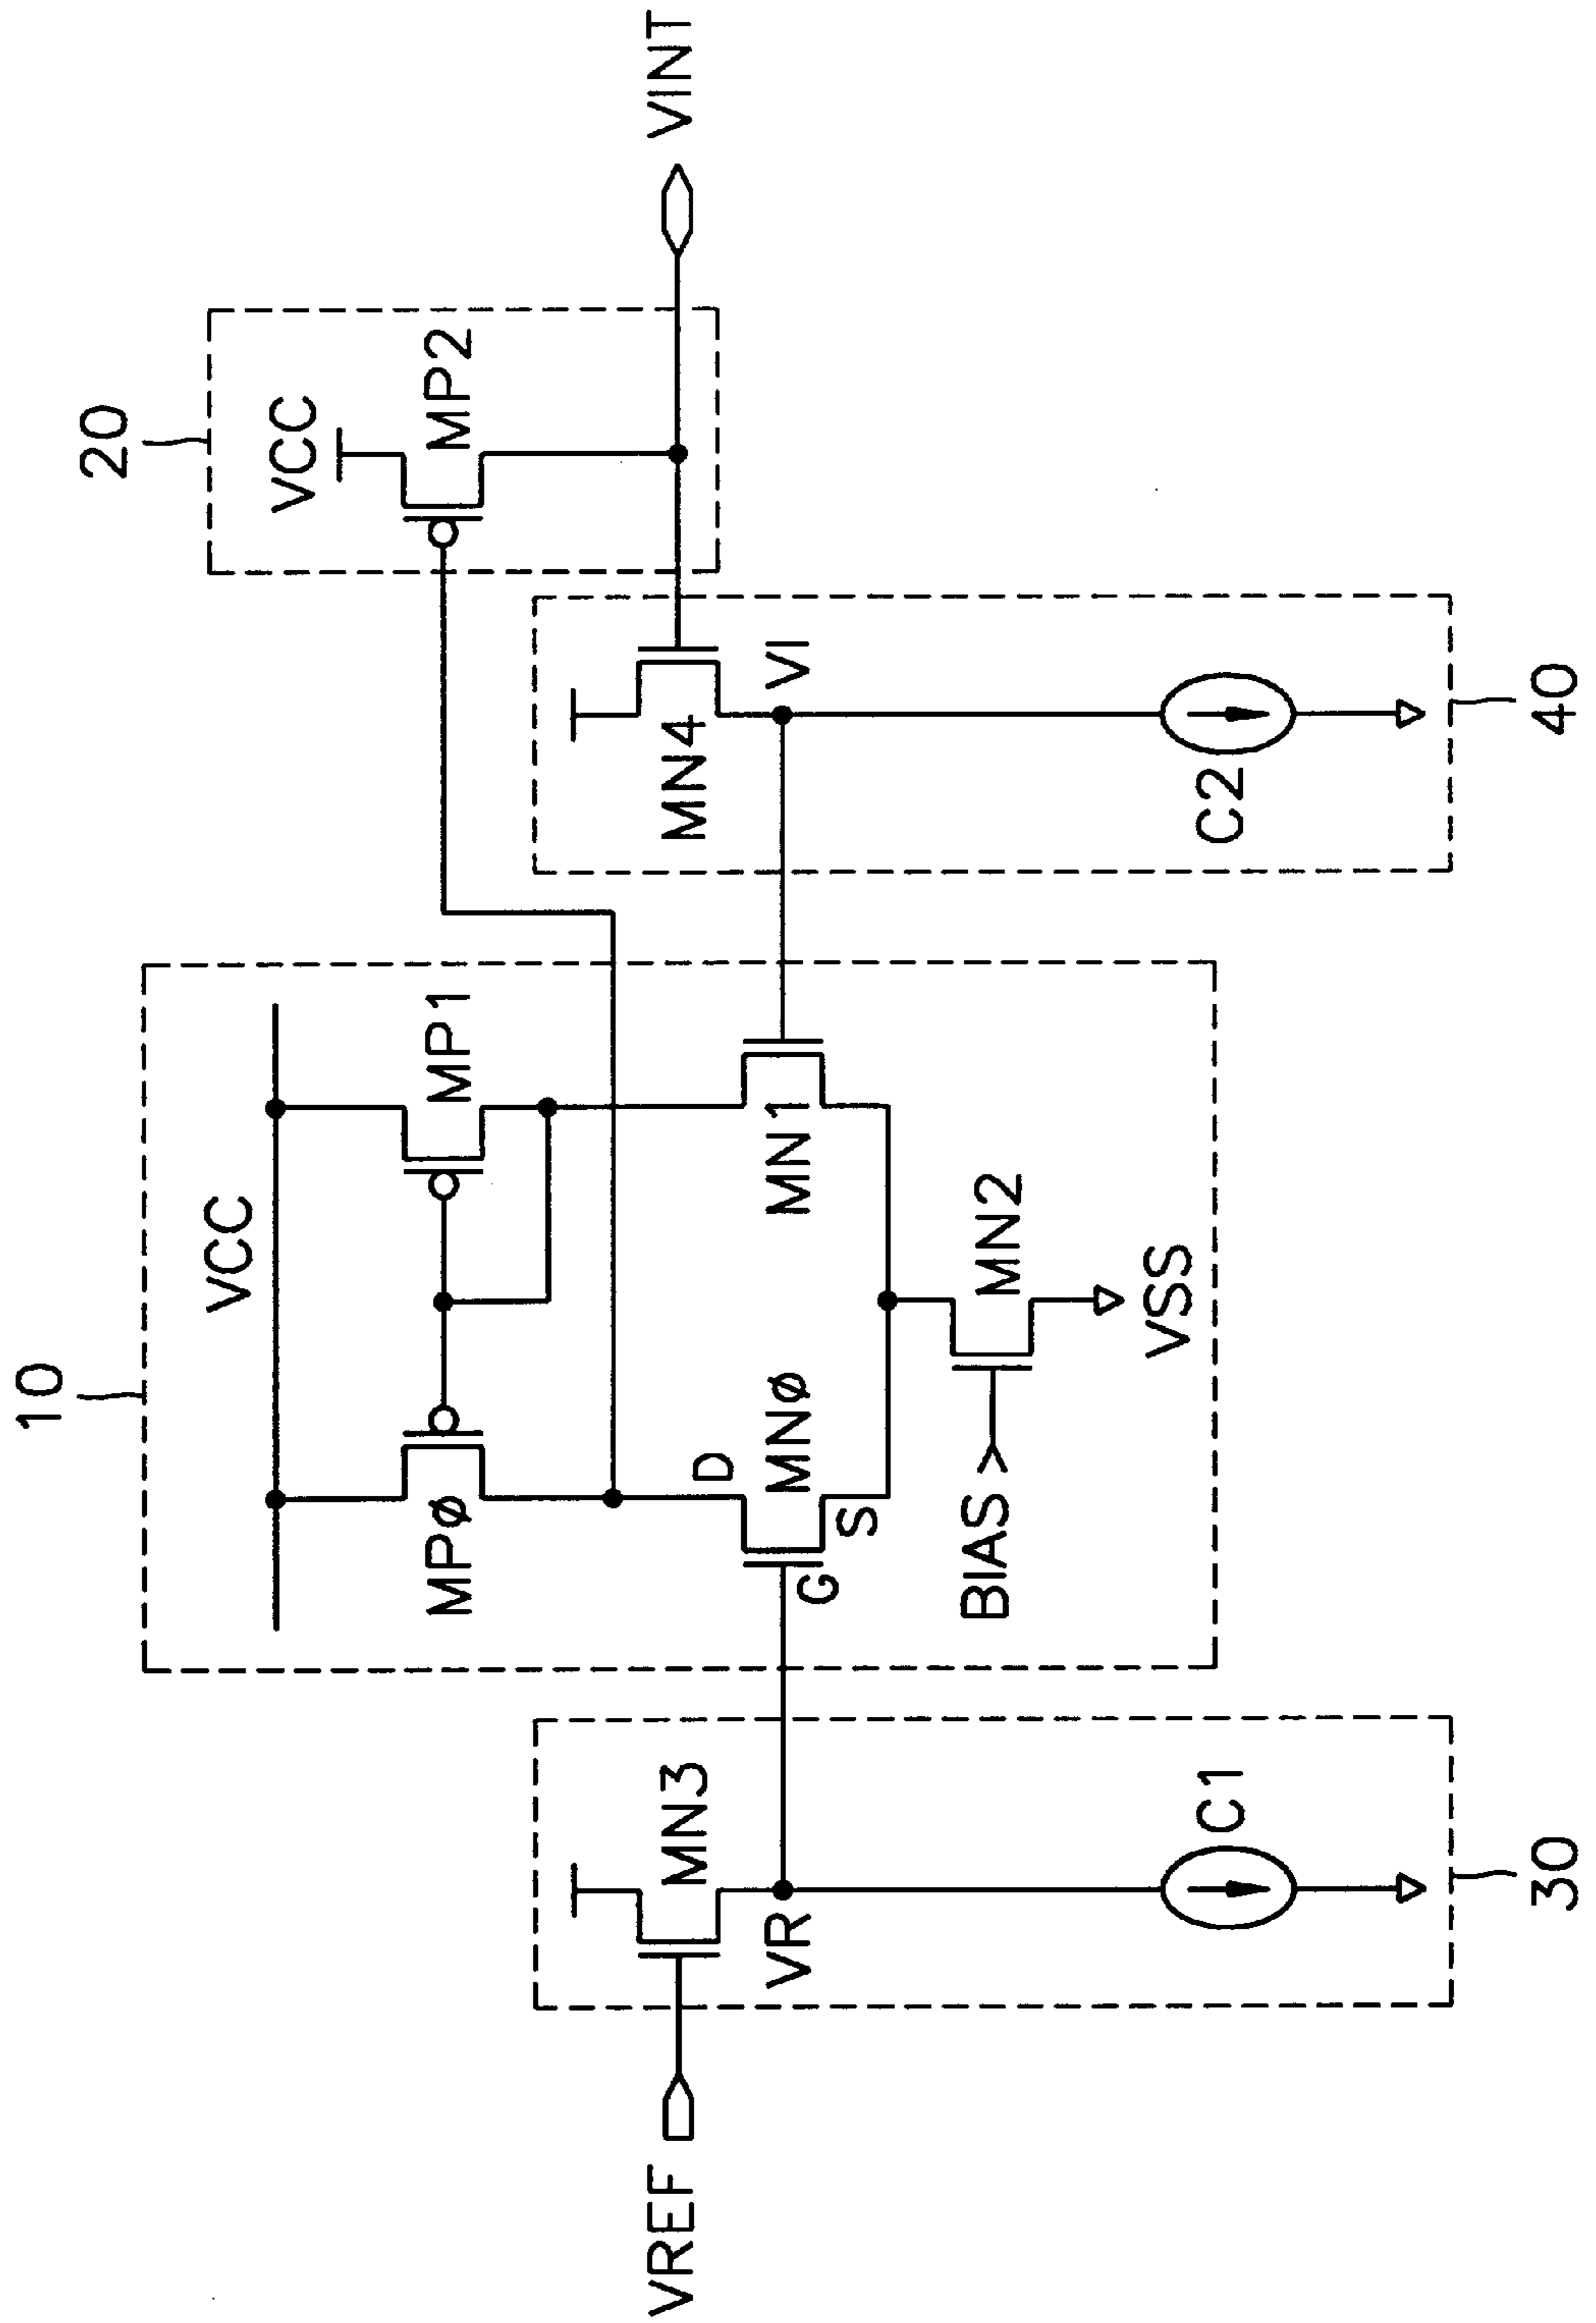 10
20
VCC
VCC
MPØ
MP1
MP2
VREF
MN3
D
MNØ
G
S
MN1
MN4
VINT
VR
VI
BIAS >
MN2
VSS
C1
C2
30
40